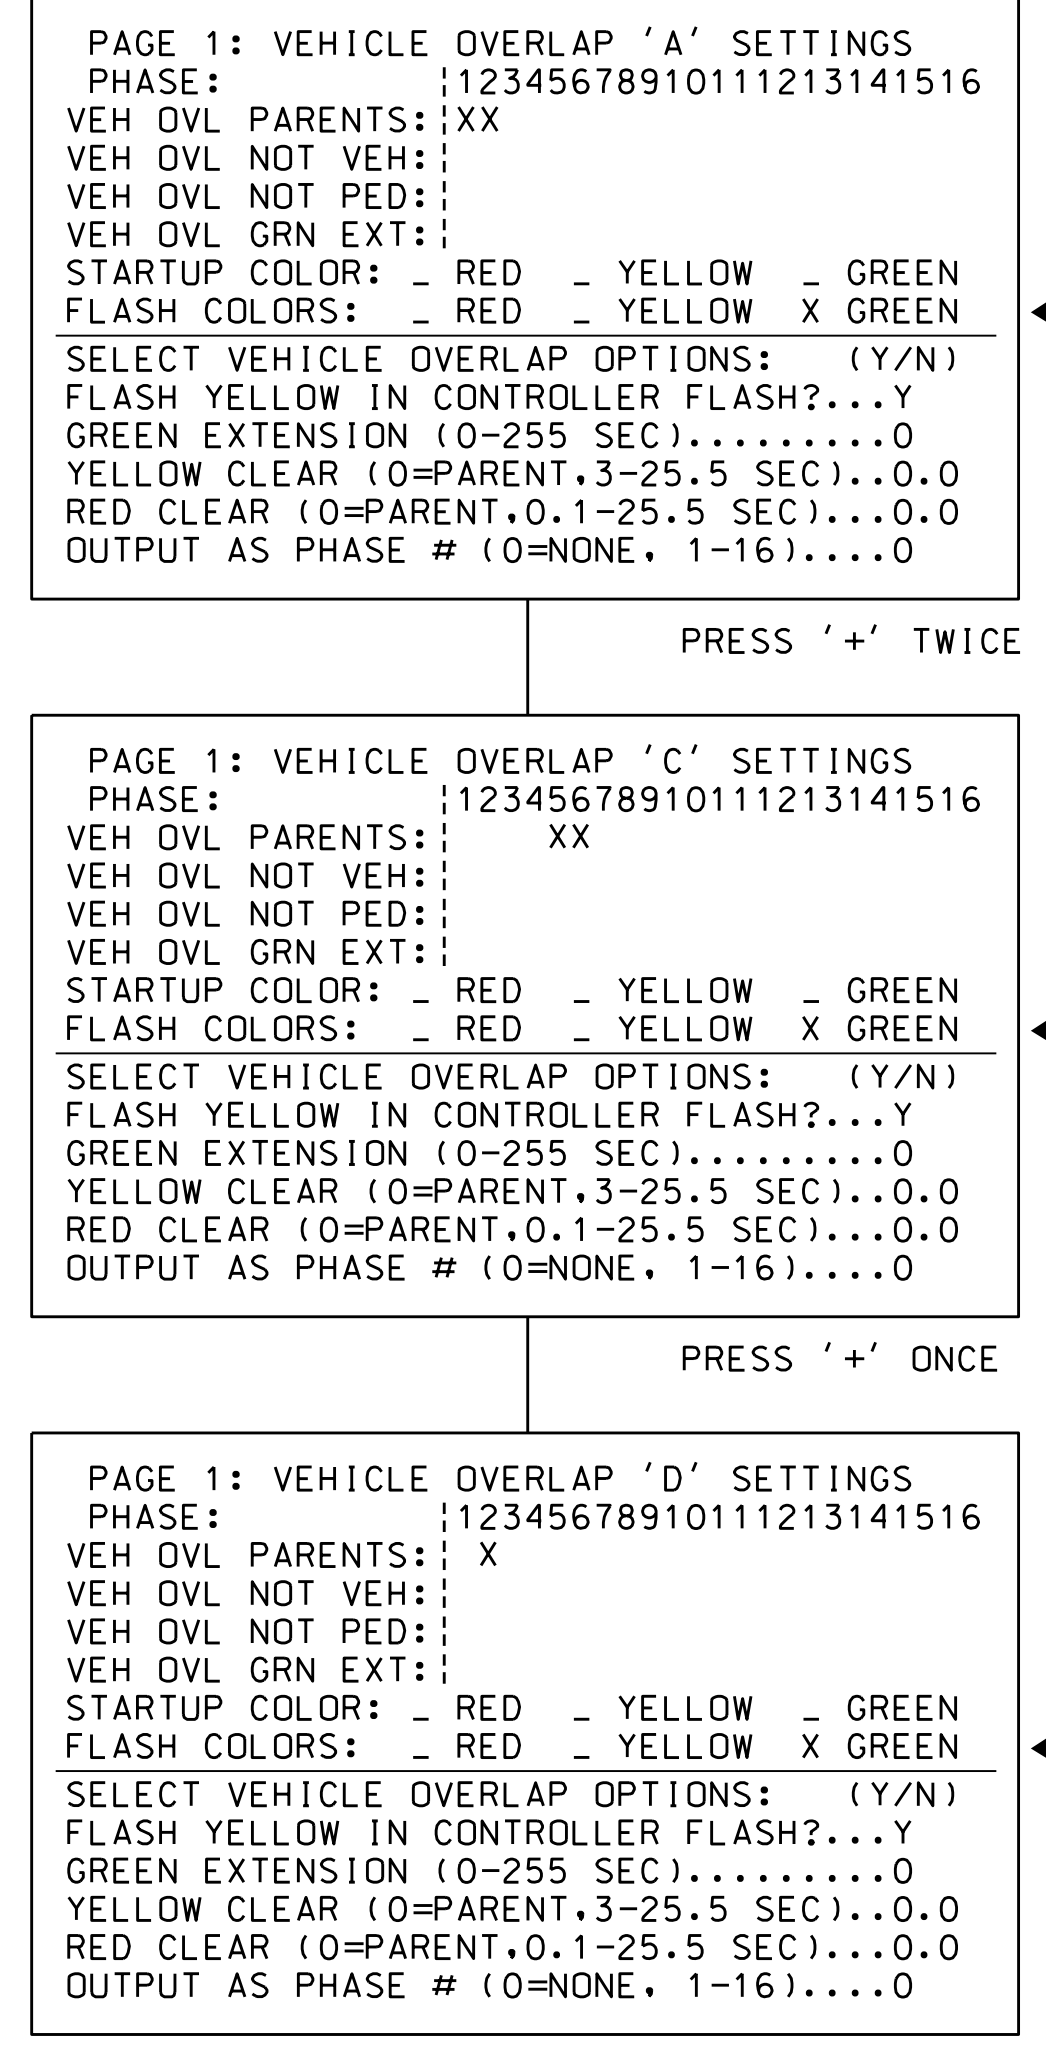 PAGE 1: VEHICLE OVERLAP 'A' SETTINGS
PHASE: ¦12345678910111213141516
VEH OVL PARENTS:¦XX
VEH OVL NOT VEH:¦
VEH OVL NOT PED:¦
VEH OVL GRN EXT:¦
STARTUP COLOR: _ RED _ YELLOW _ GREEN
FLASH COLORS: _ RED _ YELLOW X GREEN
SELECT VEHICLE OVERLAP OPTIONS: (Y/N)
FLASH YELLOW IN CONTROLLER FLASH?...Y
GREEN EXTENSION (0-255 SEC).........0
YELLOW CLEAR (0=PARENT,3-25.5 SEC)..0.0
RED CLEAR (0=PARENT,0.1-25.5 SEC)...0.0
OUTPUT AS PHASE # (0=NONE, 1-16)....0
PRESS '+' TWICE
PAGE 1: VEHICLE OVERLAP 'C' SETTINGS
PHASE: ¦12345678910111213141516
VEH OVL PARENTS:¦ XX
VEH OVL NOT VEH:¦
VEH OVL NOT PED:¦
VEH OVL GRN EXT:¦
STARTUP COLOR: _ RED _ YELLOW _ GREEN
FLASH COLORS: _ RED _ YELLOW X GREEN
SELECT VEHICLE OVERLAP OPTIONS: (Y/N)
FLASH YELLOW IN CONTROLLER FLASH?...Y
GREEN EXTENSION (0-255 SEC).........0
YELLOW CLEAR (0=PARENT,3-25.5 SEC)..0.0
RED CLEAR (0=PARENT,0.1-25.5 SEC)...0.0
OUTPUT AS PHASE # (0=NONE, 1-16)....0
PRESS '+' ONCE
PAGE 1: VEHICLE OVERLAP 'D' SETTINGS
PHASE: ¦12345678910111213141516
VEH OVL PARENTS:¦ X
VEH OVL NOT VEH:¦
VEH OVL NOT PED:¦
VEH OVL GRN EXT:¦
STARTUP COLOR: _ RED _ YELLOW _ GREEN
FLASH COLORS: _ RED _ YELLOW X GREEN
SELECT VEHICLE OVERLAP OPTIONS: (Y/N)
FLASH YELLOW IN CONTROLLER FLASH?...Y
GREEN EXTENSION (0-255 SEC).........0
YELLOW CLEAR (0=PARENT,3-25.5 SEC)..0.0
RED CLEAR (0=PARENT,0.1-25.5 SEC)...0.0
OUTPUT AS PHASE # (0=NONE, 1-16)....0